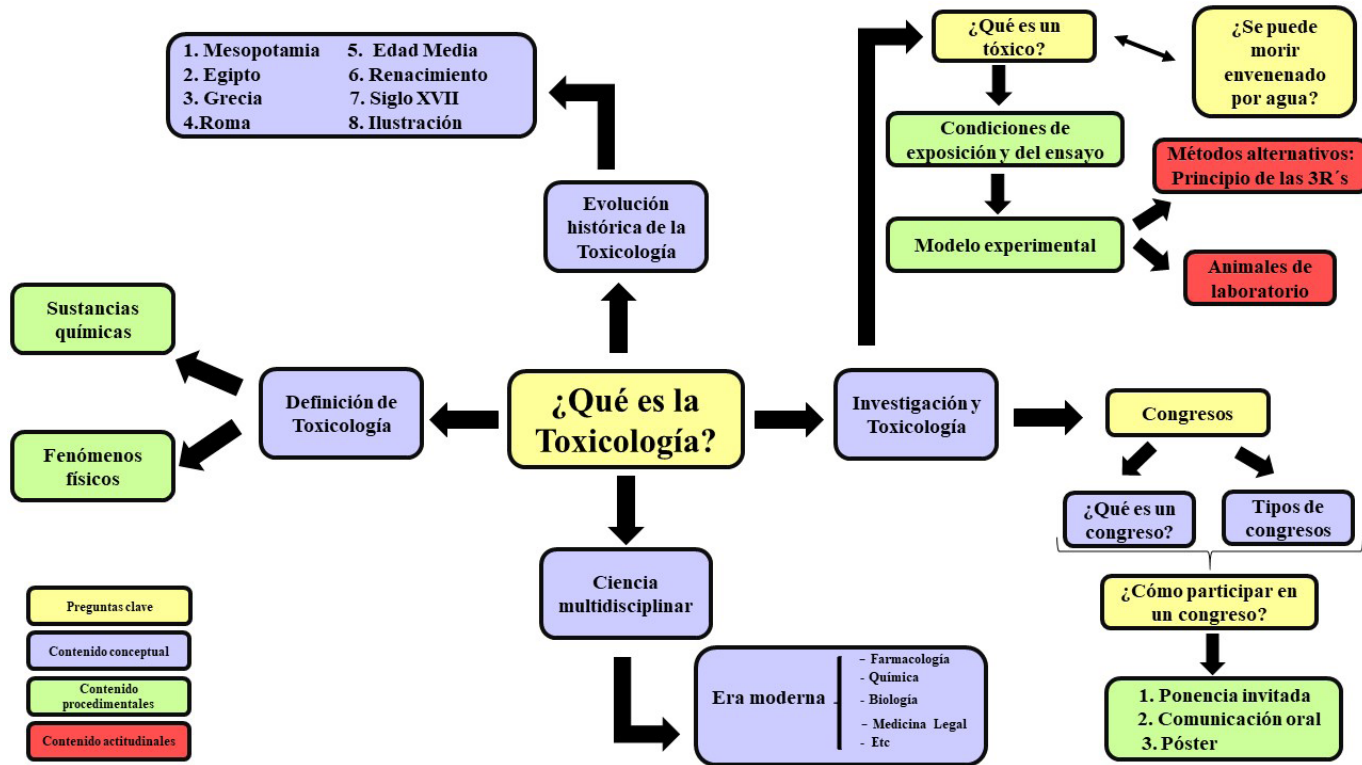 1. Mesopotamia
2. Egipto
3. Grecia
4.Roma
5. Edad Media
6. Renacimiento
7. Siglo XVII
8. Ilustración
Evolución
histórica de la
Toxicología
¿Qué es un
tóxico?
¿Se puede
morir
envenenado
por agua?
Condiciones de
exposición y del ensayo
Modelo experimental
Métodos alternativos:
Principio de las 3R´s
Animales de
laboratorio
Sustancias
químicas
Fenómenos
físicos
Definición de
Toxicología
¿Qué es la
Toxicología?
Investigación y
Toxicología
Congresos
¿Qué es un
congreso?
Tipos de
congresos
¿Cómo participar en
un congreso?
1. Ponencia invitada
2. Comunicación oral
3. Póster
Ciencia
multidisciplinar
Era moderna
- Farmacología
- Química
- Biología
- Medicina Legal
- Etc
Preguntas clave
Contenido conceptual
Contenido
procedimentales
Contenido actitudinales